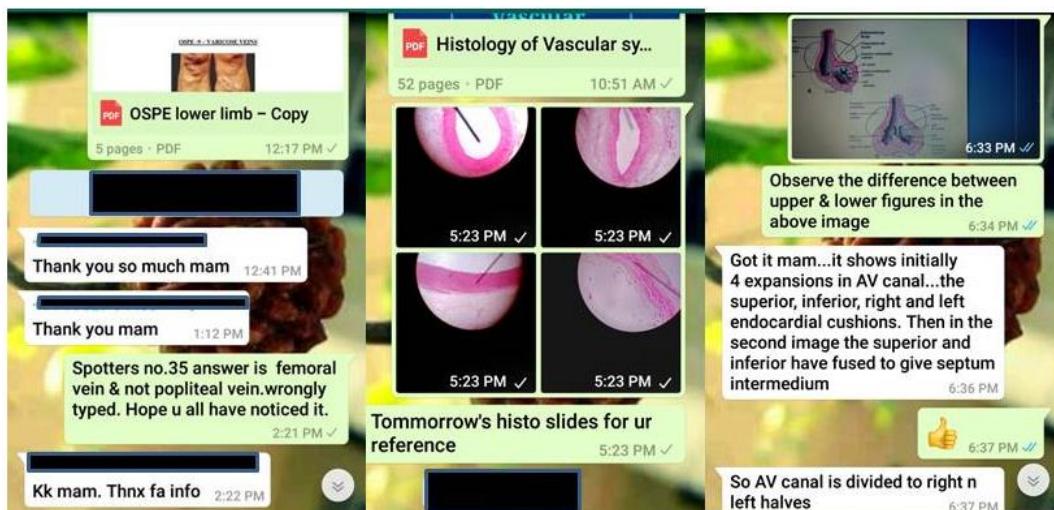 OSPE -9 - VARICOSE VEINS
PDF OSPE lower limb – Copy
5 pages · PDF 12:17 PM
Thank you so much mam 12:41 PM
Thank you mam 1:12 PM
Spotters no.35 answer is femoral
vein & not popliteal vein.wrongly
typed. Hope u all have noticed it.
2:21 PM
Kk mam. Thnx fa info 2:22 PM
vascular
PDF Histology of Vascular sy...
52 pages · PDF 10:51 AM
5:23 PM 5:23 PM
5:23 PM 5:23 PM
Tommorrow's histo slides for ur
reference 5:23 PM
6:33 PM
Observe the difference between
upper & lower figures in the
above image 6:34 PM
Got it mam...it shows initially
4 expansions in AV canal...the
superior, inferior, right and left
endocardial cushions. Then in the
second image the superior and
inferior have fused to give septum
intermedium 6:36 PM
6:37 PM
So AV canal is divided to right n
left halves 6:37 PM